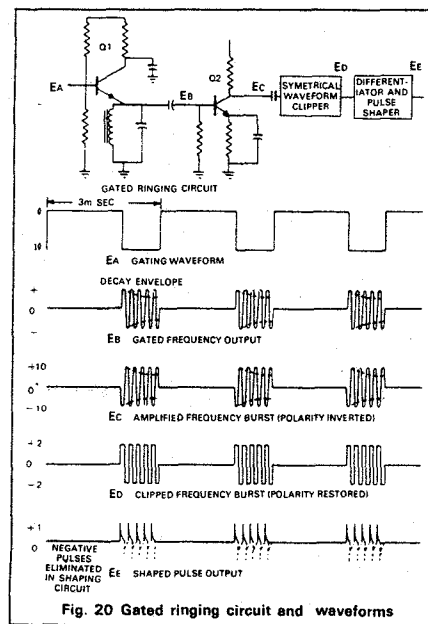 Q1
Q2
EA
EB
EC
ED
EE
SYMETRICAL
WAVEFORM
CLIPPER
DIFFERENT-
IATOR AND
PULSE
SHAPER
GATED RINGING CIRCUIT
3m SEC
0
10
EA GATING WAVEFORM
DECAY ENVELOPE
+
0
−
EB GATED FREQUENCY OUTPUT
+10
0
−10
EC AMPLIFIED FREQUENCY BURST (POLARITY INVERTED)
+2
0
−2
ED CLIPPED FREQUENCY BURST (POLARITY RESTORED)
+1
0
NEGATIVE
PULSES
ELIMINATED
IN SHAPING
CIRCUIT
EE SHAPED PULSE OUTPUT
Fig. 20 Gated ringing circuit and waveforms